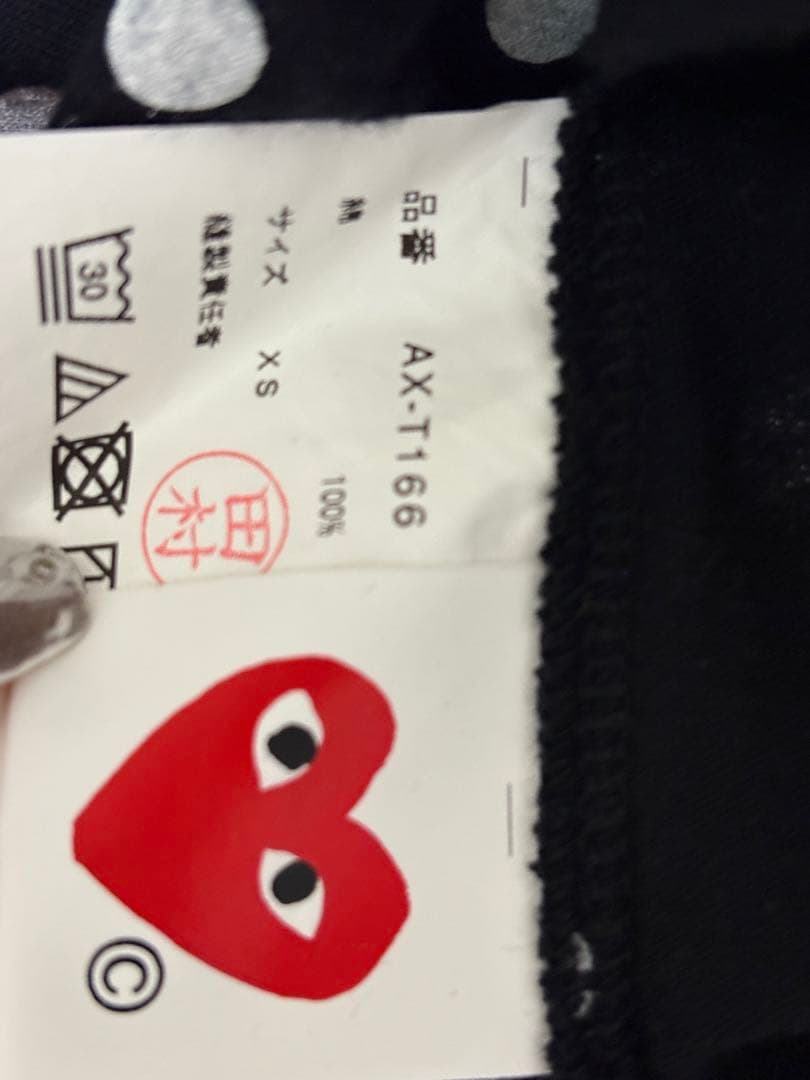 品番 AX-T166
綿 100%
サイズ XS
縫製責任者
田村
30
©